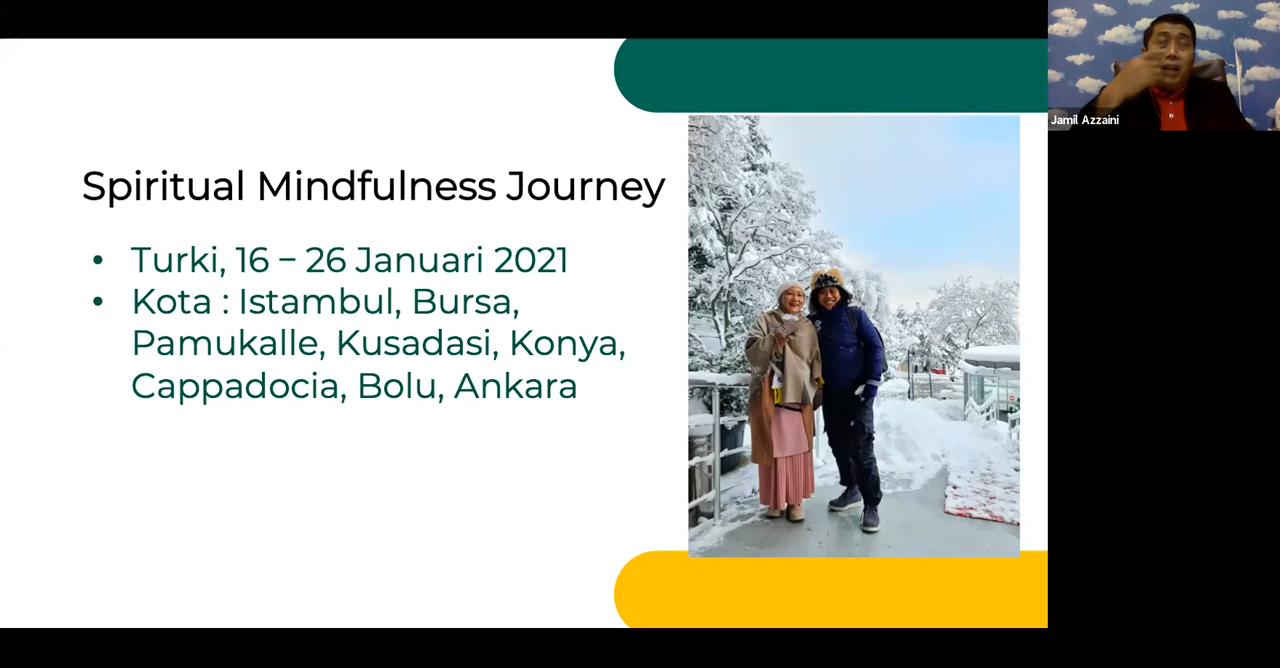 Spiritual Mindfulness Journey
• Turki, 16 – 26 Januari 2021
• Kota : Istambul, Bursa,
Pamukalle, Kusadasi, Konya,
Cappadocia, Bolu, Ankara
Jamil Azzaini